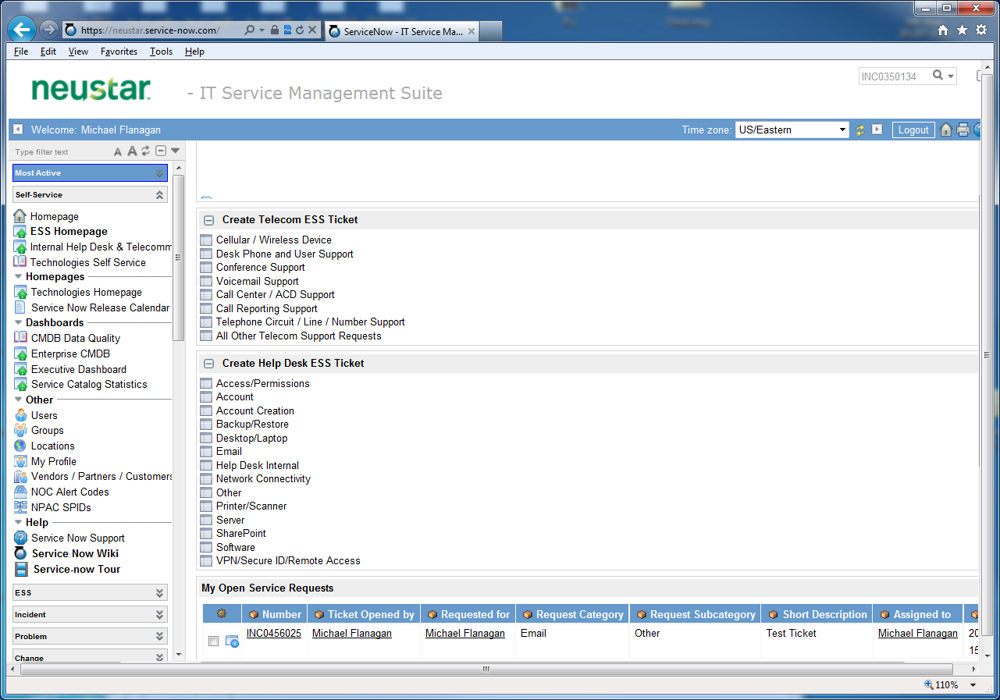 https://neustar.service-now.com/
ServiceNow - IT Service Ma...
File Edit View Favorites Tools Help
neustar
- IT Service Management Suite
INC0350134
Welcome: Michael Flanagan
Time zone: US/Eastern
Logout
Type filter text
A A
Most Active
Self-Service
Homepage
ESS Homepage
Internal Help Desk & Telecomm
Technologies Self Service
Homepages
Technologies Homepage
Service Now Release Calendar
Dashboards
CMDB Data Quality
Enterprise CMDB
Executive Dashboard
Service Catalog Statistics
Other
Users
Groups
Locations
My Profile
Vendors / Partners / Customers
NOC Alert Codes
NPAC SPIDs
Help
Service Now Support
Service Now Wiki
Service-now Tour
ESS
Incident
Problem
Change
Create Telecom ESS Ticket
Cellular / Wireless Device
Desk Phone and User Support
Conference Support
Voicemail Support
Call Center / ACD Support
Call Reporting Support
Telephone Circuit / Line / Number Support
All Other Telecom Support Requests
Create Help Desk ESS Ticket
Access/Permissions
Account
Account Creation
Backup/Restore
Desktop/Laptop
Email
Help Desk Internal
Network Connectivity
Other
Printer/Scanner
Server
SharePoint
Software
VPN/Secure ID/Remote Access
My Open Service Requests
Number Ticket Opened by Requested for Request Category Request Subcategory Short Description Assigned to
INC0456025 Michael Flanagan Michael Flanagan Email Other Test Ticket Michael Flanagan 20
15
110%